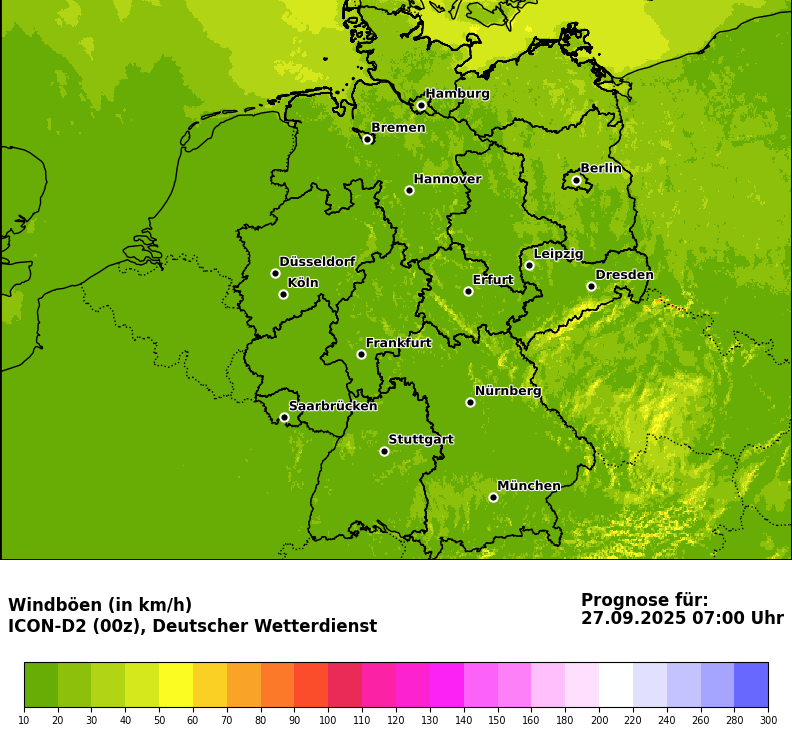 Hamburg
Bremen
Berlin
Hannover
Leipzig
Düsseldorf
Dresden
Köln
Erfurt
Frankfurt
Nürnberg
Saarbrücken
Stuttgart
München
Windböen (in km/h)
ICON-D2 (00z), Deutscher Wetterdienst
Prognose für:
27.09.2025 07:00 Uhr
10 20 30 40 50 60 70 80 90 100 110 120 130 140 150 160 180 200 220 240 260 280 300